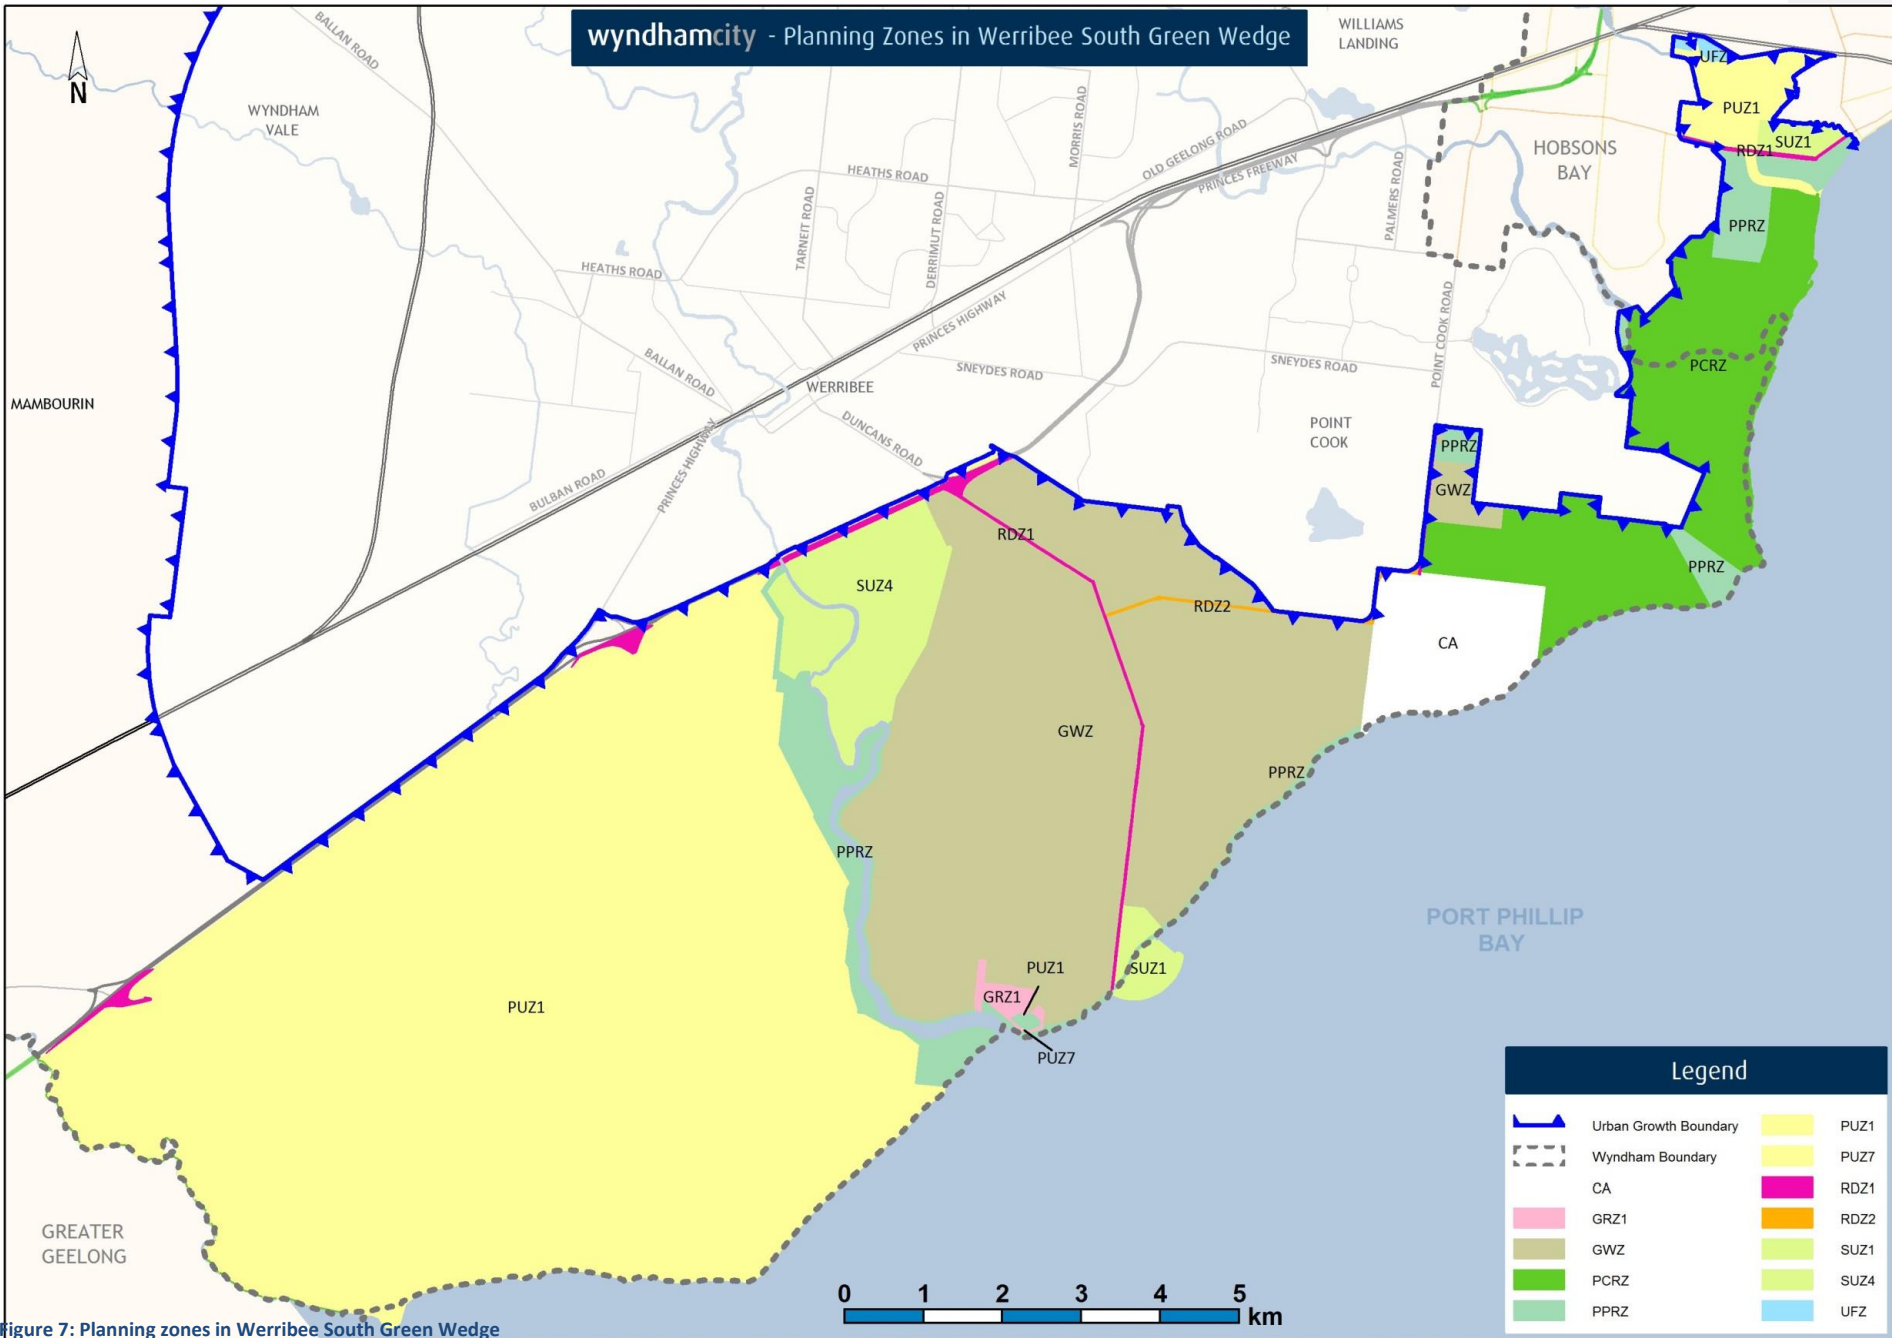 wyndhamcity - Planning Zones in Werribee South Green Wedge
BALLAN ROAD
WILLIAMS
LANDING
N
WYNDHAM
VALE
UFZ
PUZ1
SUZ1
RDZ1
MORRIS ROAD
OLD GEELONG ROAD
HOBSONS
BAY
HEATHS ROAD
PRINCES FREEWAY
PALMERS ROAD
TARNEIT ROAD
DERRIMUT ROAD
PPRZ
HEATHS ROAD
PRINCES HIGHWAY
POINT COOK ROAD
BALLAN ROAD
SNEYDES ROAD
SNEYDES ROAD
PCRZ
WERRIBEE
MAMBOURIN
DUNCANS ROAD
POINT
COOK
PRINCES HIGHWAY
PPRZ
BULBAN ROAD
GWZ
RDZ1
PPRZ
SUZ4
RDZ2
CA
GWZ
PPRZ
PPRZ
PORT PHILLIP
BAY
PUZ1
SUZ1
GRZ1
PUZ1
PUZ7
GREATER
GEELONG
Legend
Urban Growth Boundary
PUZ1
Wyndham Boundary
PUZ7
CA
RDZ1
GRZ1
RDZ2
GWZ
SUZ1
PCRZ
SUZ4
PPRZ
UFZ
0 1 2 3 4 5
km
Figure 7: Planning zones in Werribee South Green Wedge